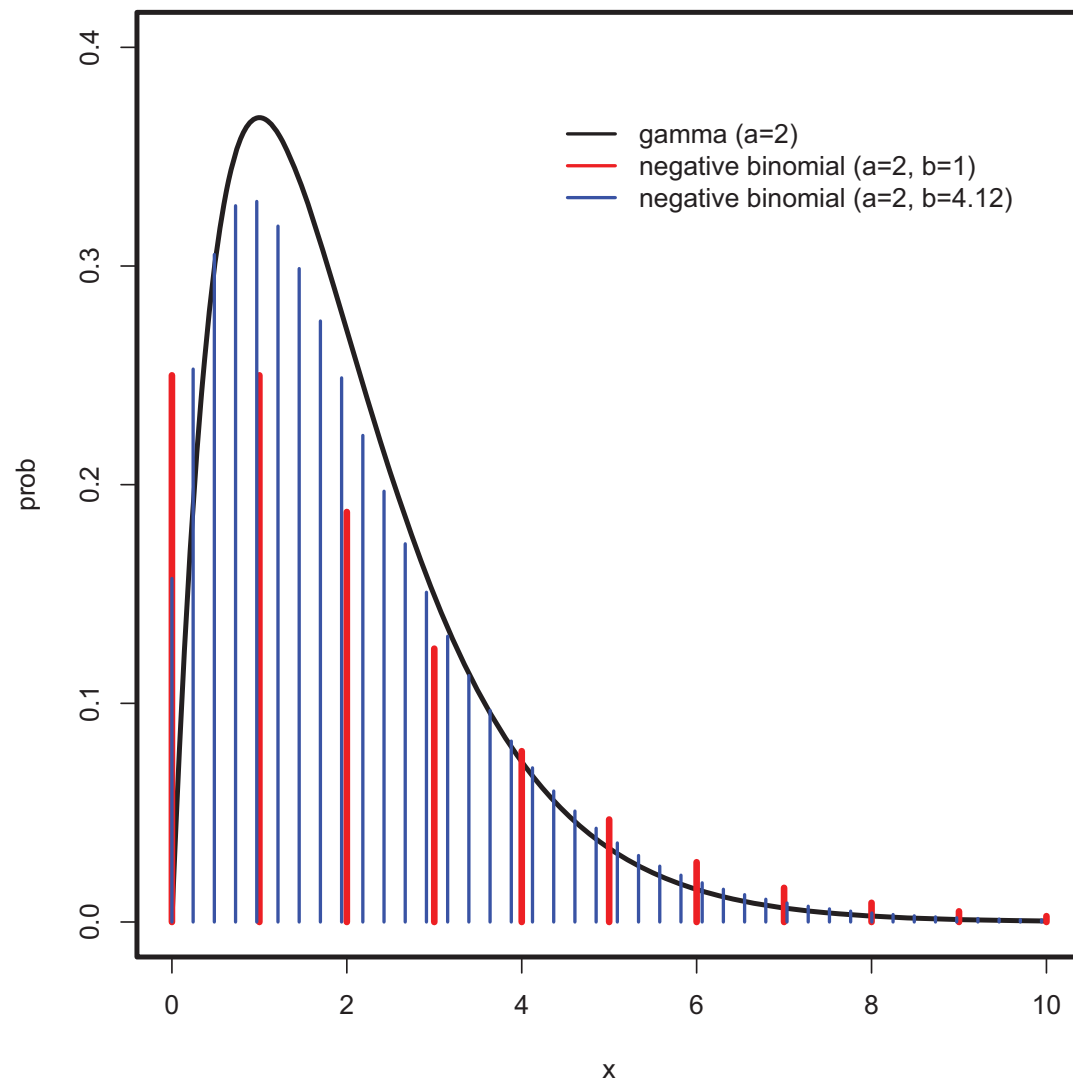 0.4
0.3
0.2
0.1
0.0
prob
gamma (a=2)
negative binomial (a=2, b=1)
negative binomial (a=2, b=4.12)
0 2 4 6 8 10
x